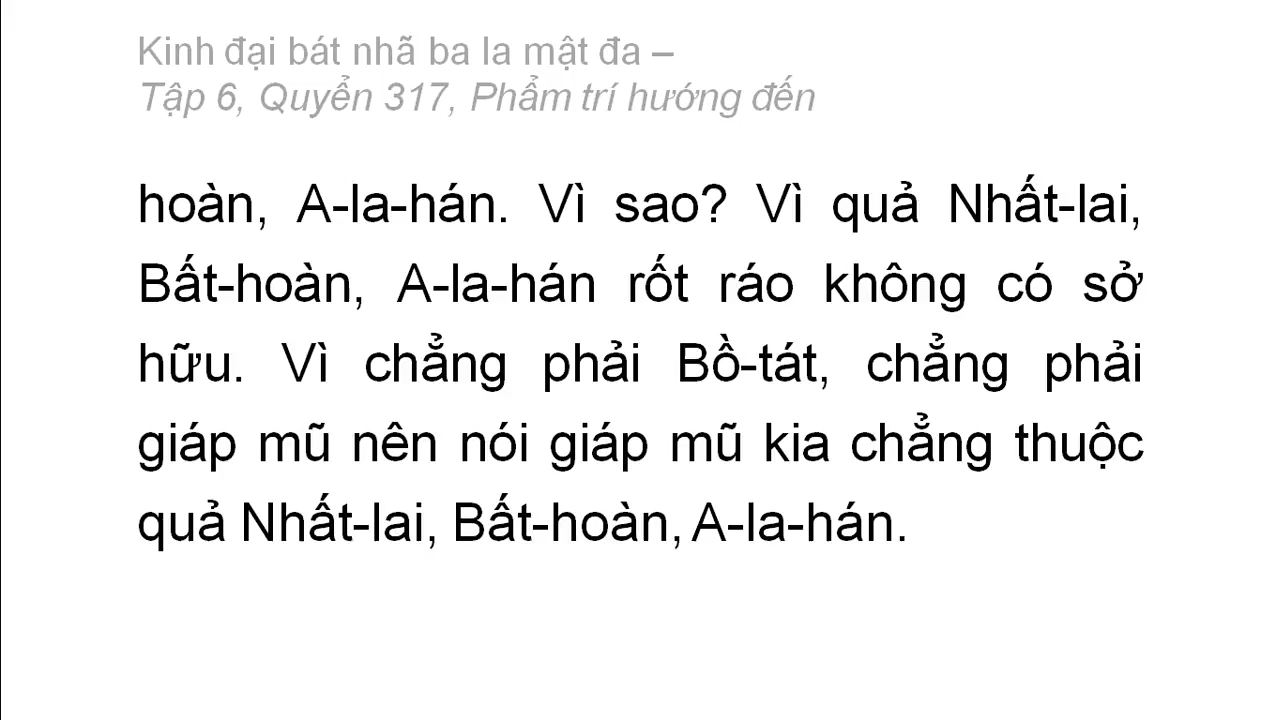 Kinh đại bát nhã ba la mật đa –
Tập 6, Quyển 317, Phẩm trí hướng đến
hoàn, A-la-hán. Vì sao? Vì quả Nhất-lai,
Bất-hoàn, A-la-hán rốt ráo không có sở
hữu. Vì chẳng phải Bồ-tát, chẳng phải
giáp mũ nên nói giáp mũ kia chẳng thuộc
quả Nhất-lai, Bất-hoàn, A-la-hán.